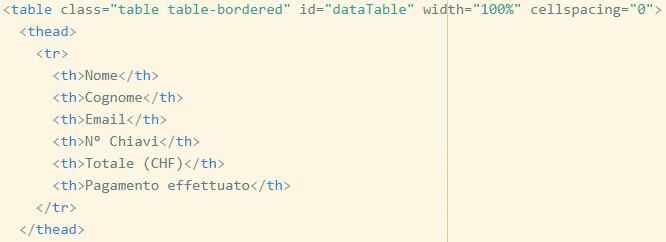 <table class="table table-bordered" id="dataTable" width="100%" cellspacing="0">
<thead>
<tr>
<th>Nome</th>
<th>Cognome</th>
<th>Email</th>
<th>Nº Chiavi</th>
<th>Totale (CHF)</th>
<th>Pagamento effettuato</th>
</tr>
</thead>